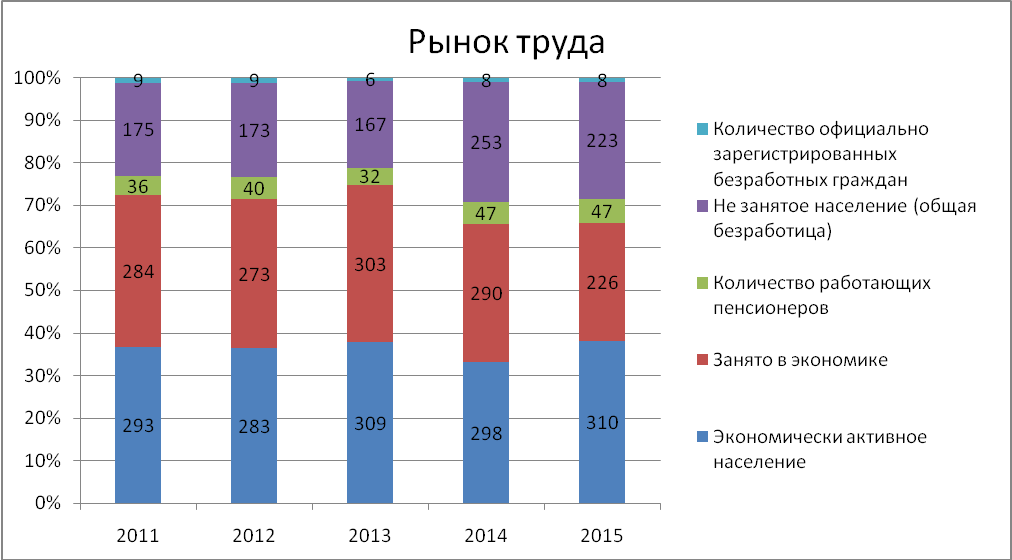 Рынок труда
100%
90%
80%
70%
60%
50%
40%
30%
20%
10%
0%
9 9 6 8 8
175 173 167 253 223
36 40 32 47 47
284 273 303 290 226
293 283 309 298 310
2011 2012 2013 2014 2015
Количество официально
зарегистрированных
безработных граждан
Не занятое население (общая
безработица)
Количество работающих
пенсионеров
Занято в экономике
Экономически активное
население